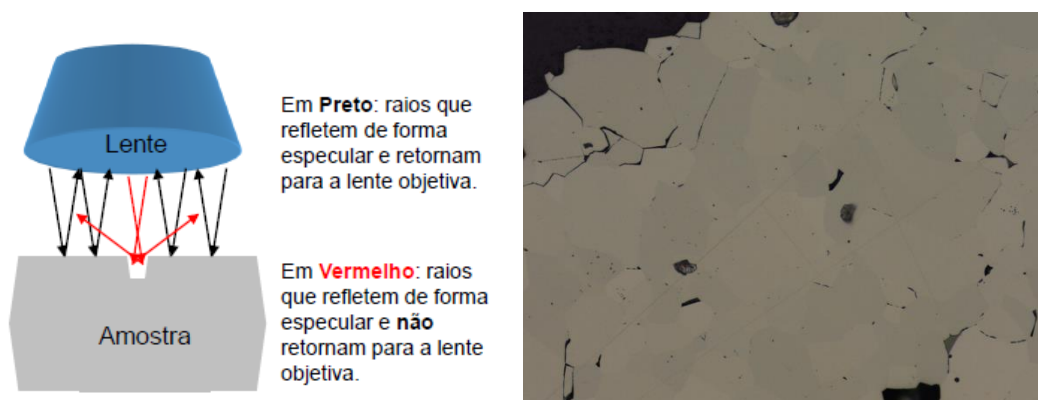 Lente
Em Preto: raios que
refletem de forma
especular e retornam
para a lente objetiva.
Em Vermelho: raios
que refletem de forma
especular e não
retornam para a lente
objetiva.
Amostra